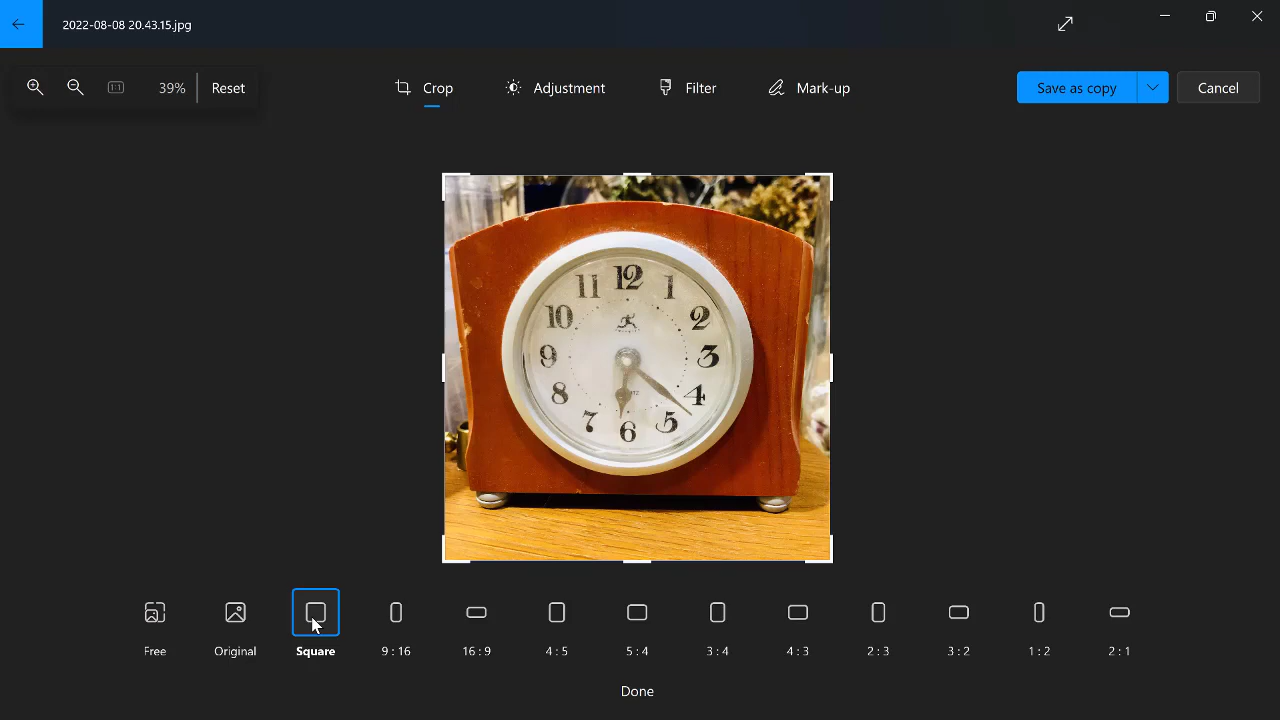 2022-08-08 20.43.15.jpg
39%
Reset
Crop
Adjustment
Filter
Mark-up
Save as copy
Cancel
12
11
1
10
2
9
3
8
4
7
5
6
Free
Original
Square
9 : 16
16 : 9
4 : 5
5 : 4
3 : 4
4 : 3
2 : 3
3 : 2
1 : 2
2 : 1
Done